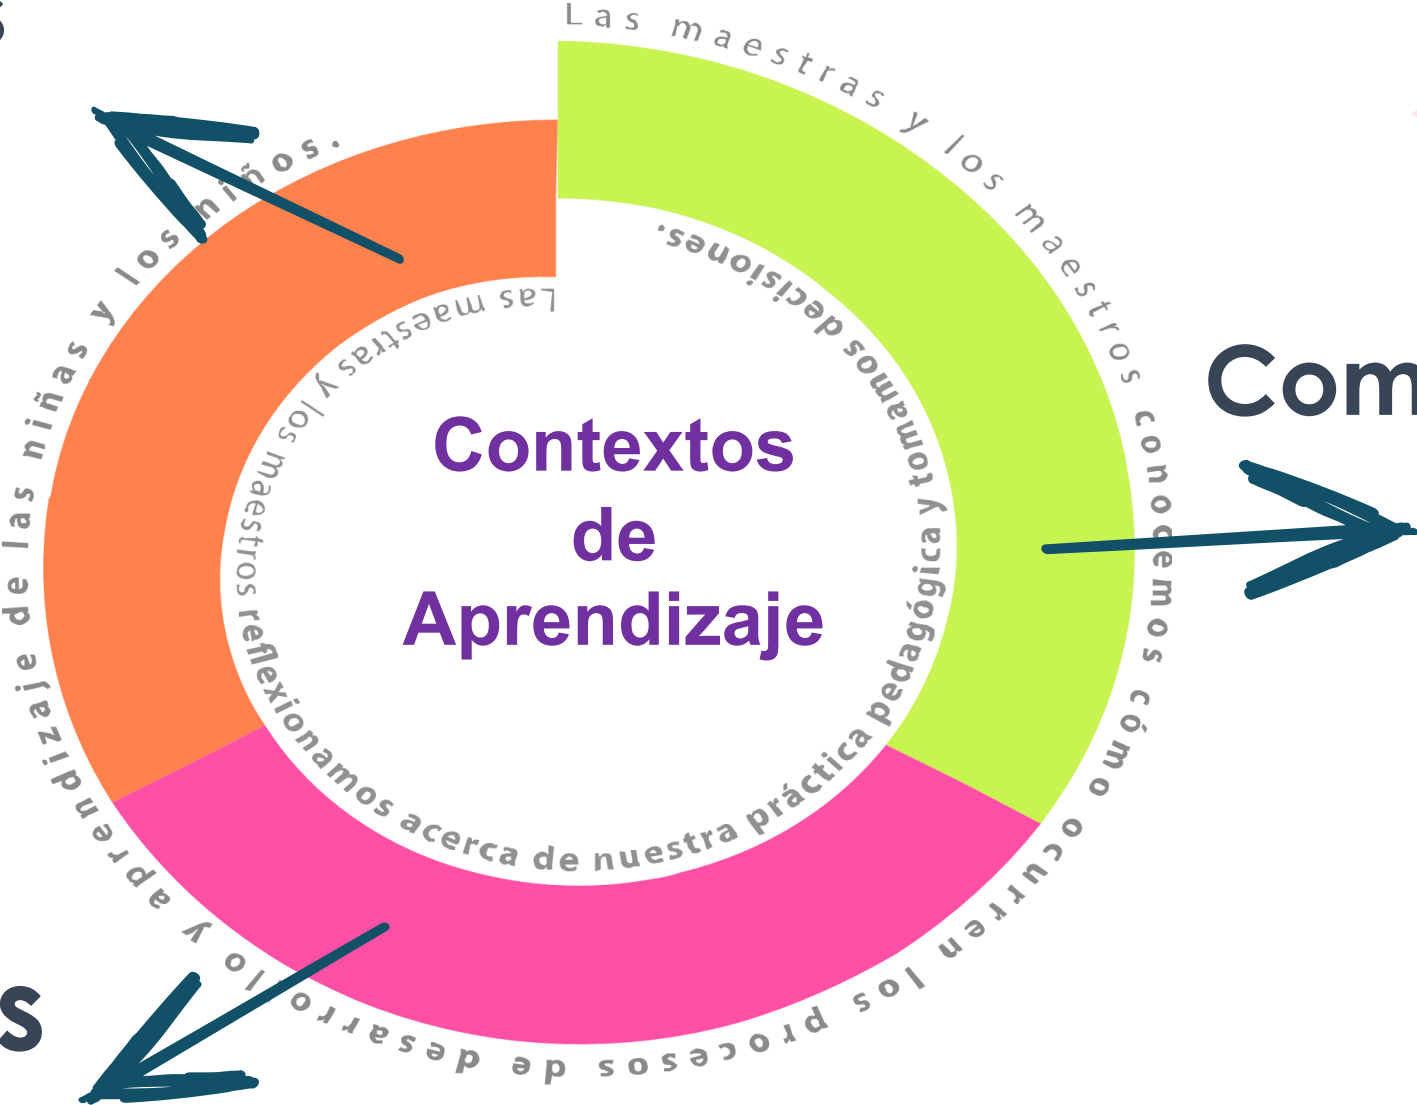 Las maestras y los maestros conocemos cómo ocurren los procesos de desarrollo y aprendizaje de las niñas y los niños.
Las maestras y los maestros reflexionamos acerca de nuestra práctica pedagógica y tomamos decisiones.
Contextos
de
Aprendizaje
Com
s
s